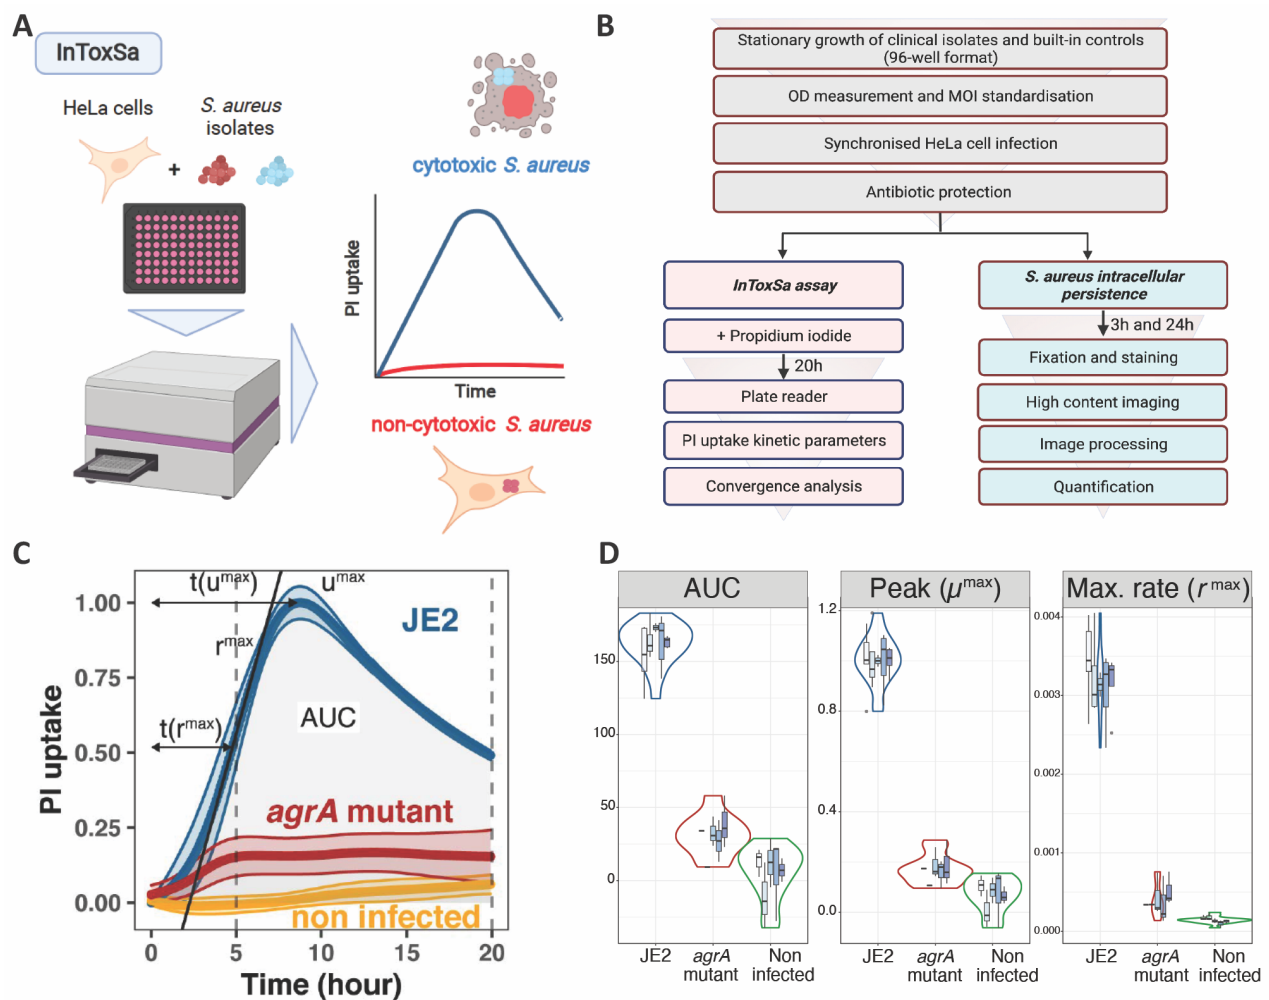 A
InToxSa
HeLa cells
S. aureus
isolates
+
cytotoxic S. aureus
PI uptake
Time
non-cytotoxic S. aureus
B
Stationary growth of clinical isolates and built-in controls
(96-well format)
OD measurement and MOI standardisation
Synchronised HeLa cell infection
Antibiotic protection
InToxSa assay
+ Propidium iodide
20h
Plate reader
PI uptake kinetic parameters
Convergence analysis
S. aureus intracellular
persistence
3h and 24h
Fixation and staining
High content imaging
Image processing
Quantification
C
PI uptake
1.00
0.75
0.50
0.25
0.00
t(u^max)
u^max
JE2
r^max
AUC
t(r^max)
agrA mutant
non infected
0
5
10
15
20
Time (hour)
D
AUC
150
100
50
0
JE2
agrA
mutant
Non
infected
Peak (μ^max)
1.2
0.8
0.4
0.0
JE2
agrA
mutant
Non
infected
Max. rate (r^max)
0.004
0.003
0.002
0.001
0.000
JE2
agrA
mutant
Non
infected